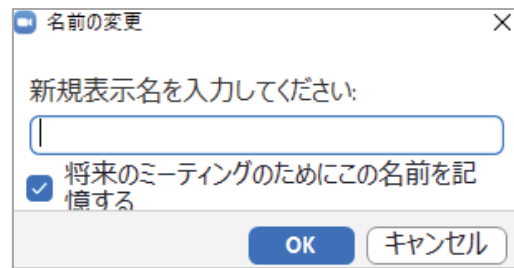 名前の変更
新規表示名を入力してください:
将来のミーティングのためにこの名前を記
憶する
OK キャンセル